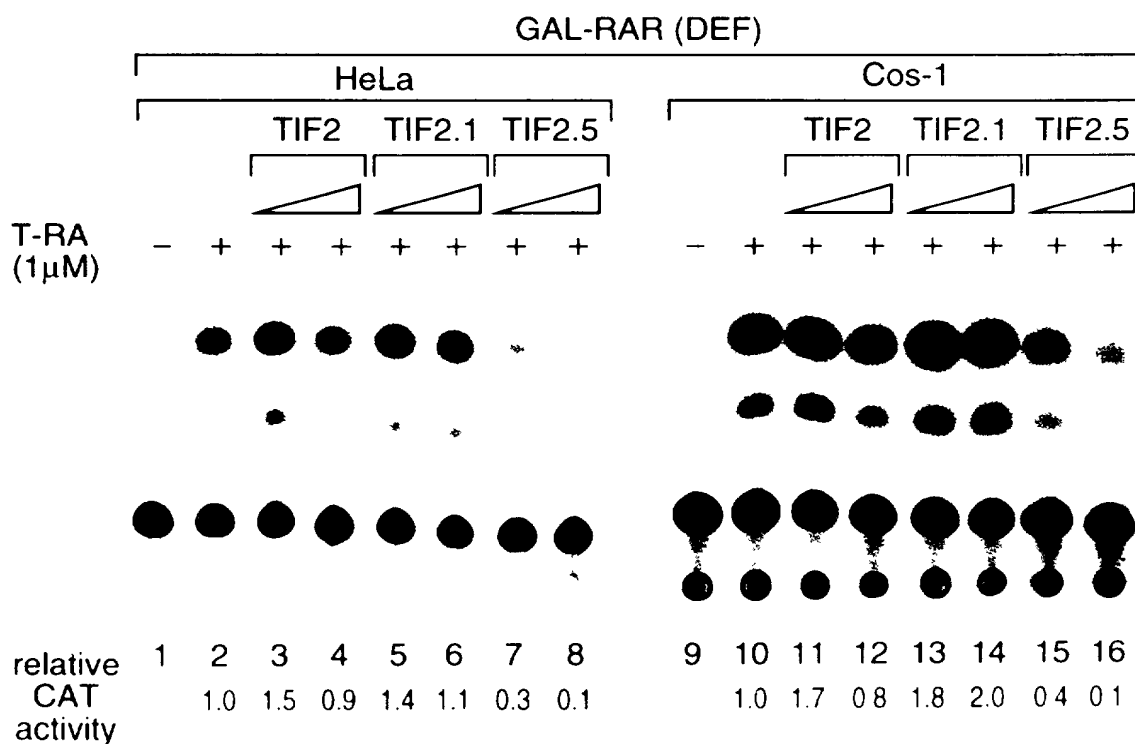 GAL-RAR (DEF)
HeLa Cos-1
TIF2 TIF2.1 TIF2.5 TIF2 TIF2.1 TIF2.5
T-RA - + + + + + + + - + + + + + + +
(1μM)
1 2 3 4 5 6 7 8 9 10 11 12 13 14 15 16
relative
CAT 1.0 1.5 0.9 1.4 1.1 0.3 0.1 1.0 1.7 0 8 1.8 2.0 0 4 0 1
activity